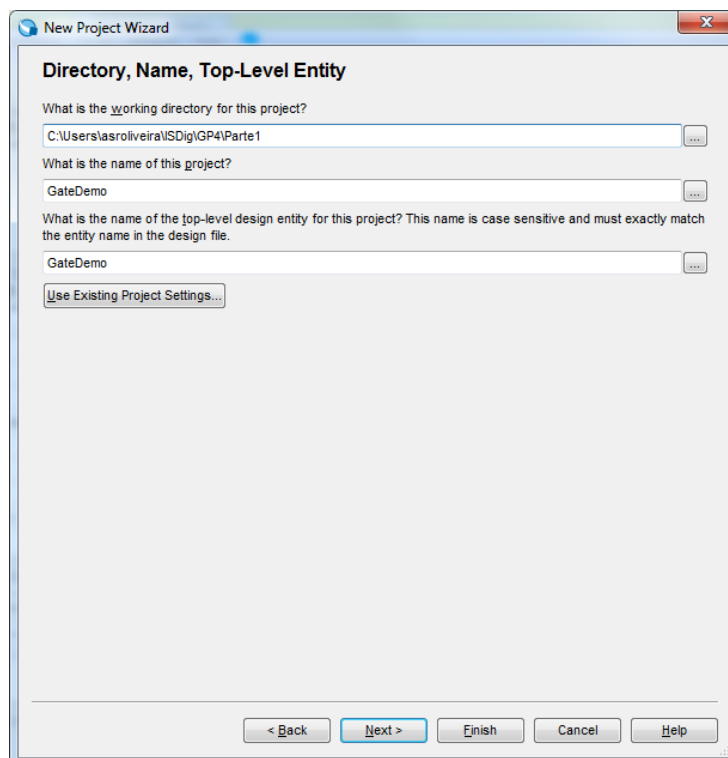 New Project Wizard
Directory, Name, Top-Level Entity
What is the working directory for this project?
C:\Users\asroliveira\ISDig\GP4\Parte1
...
What is the name of this project?
GateDemo
...
What is the name of the top-level design entity for this project? This name is case sensitive and must exactly match
the entity name in the design file.
GateDemo
...
Use Existing Project Settings...
< Back Next > Finish Cancel Help